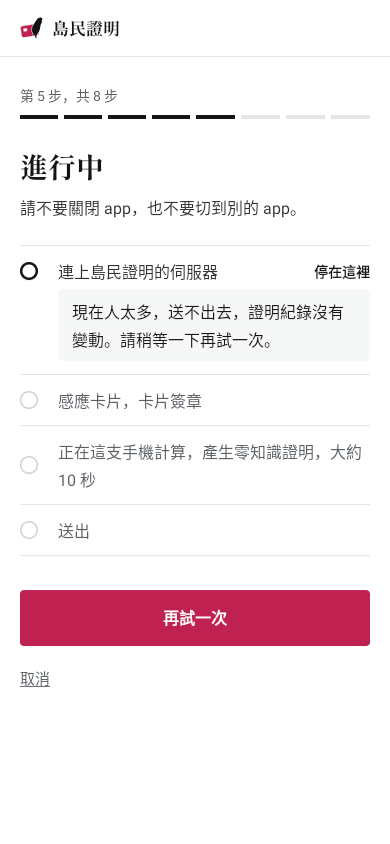 島民證明
第 5 步，共 8 步
進行中
請不要關閉 app，也不要切到別的 app。
連上島民證明的伺服器
停在這裡
現在人太多，送不出去，證明紀錄沒有
變動。請稍等一下再試一次。
感應卡片，卡片簽章
正在這支手機計算，產生零知識證明，大約
10 秒
送出
再試一次
取消